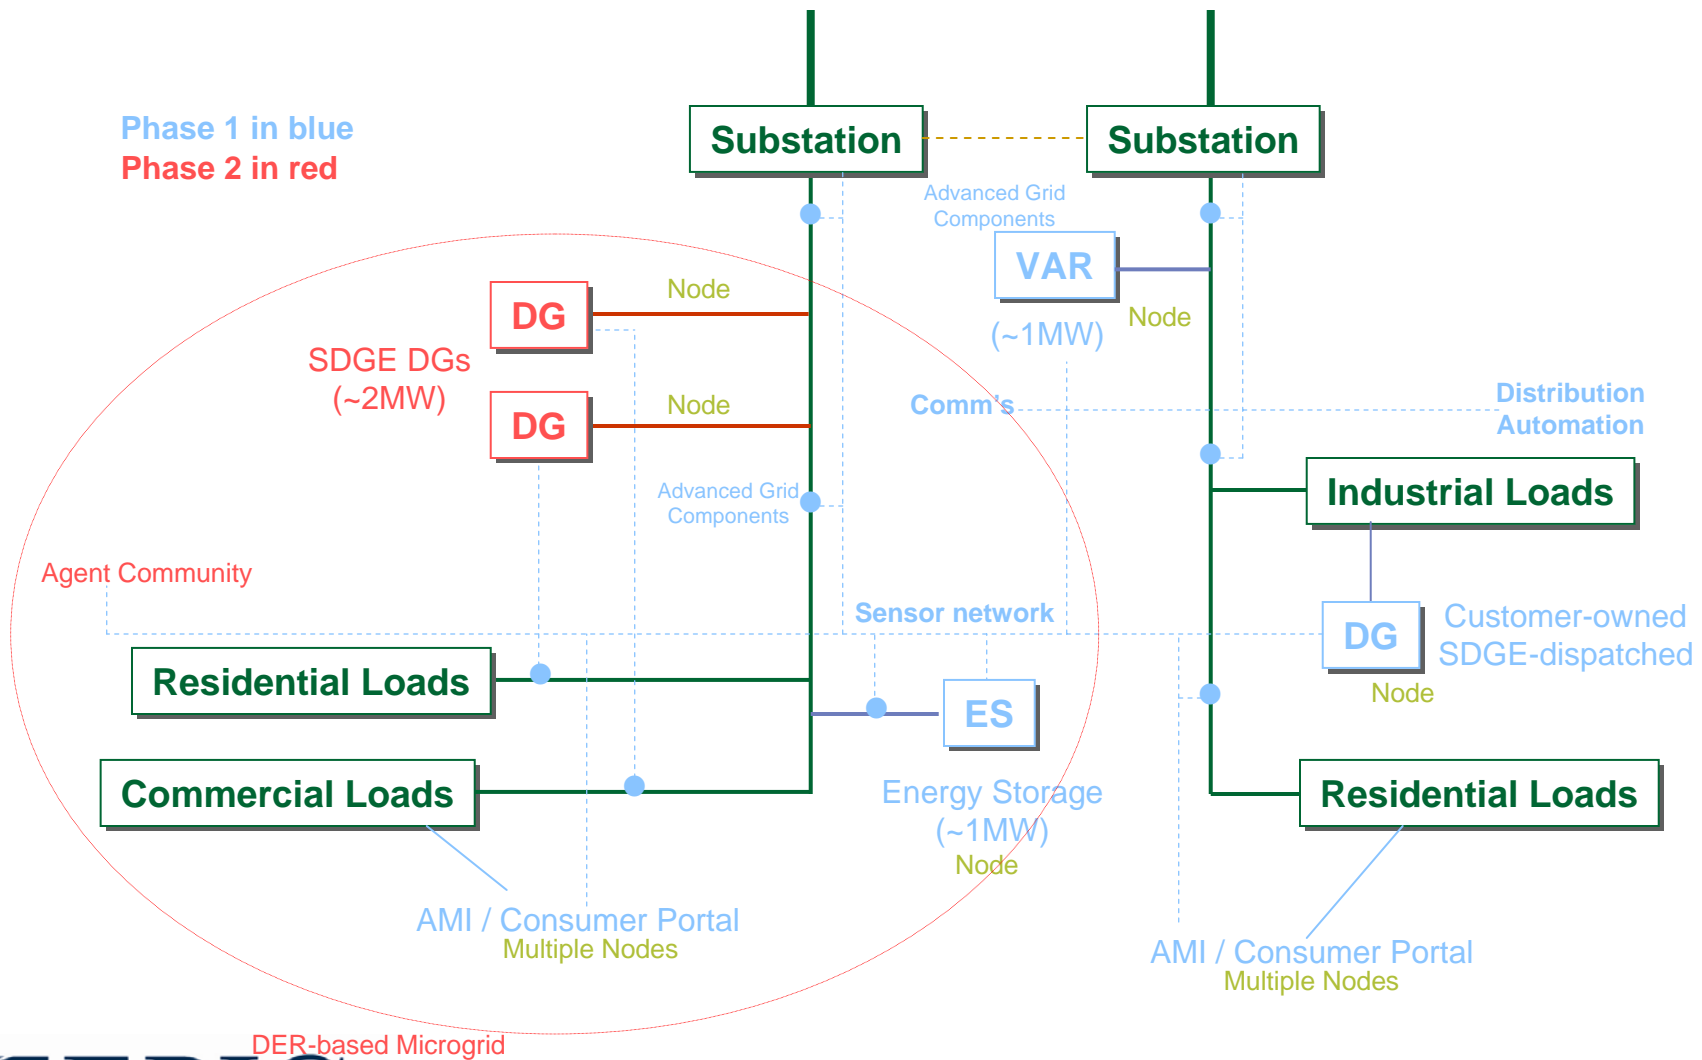 Phase 1 in blue
Phase 2 in red
Substation
Substation
Advanced Grid
Components
VAR
(~1MW)
Node
DG
Node
SDGE DGs
(~2MW)
DG
Node
Comm's
Distribution
Automation
Advanced Grid
Components
Industrial Loads
Agent Community
Sensor network
DG
Customer-owned
SDGE-dispatched
Node
Residential Loads
ES
Energy Storage
(~1MW)
Node
Commercial Loads
Residential Loads
AMI / Consumer Portal
Multiple Nodes
AMI / Consumer Portal
Multiple Nodes
DER-based Microgrid